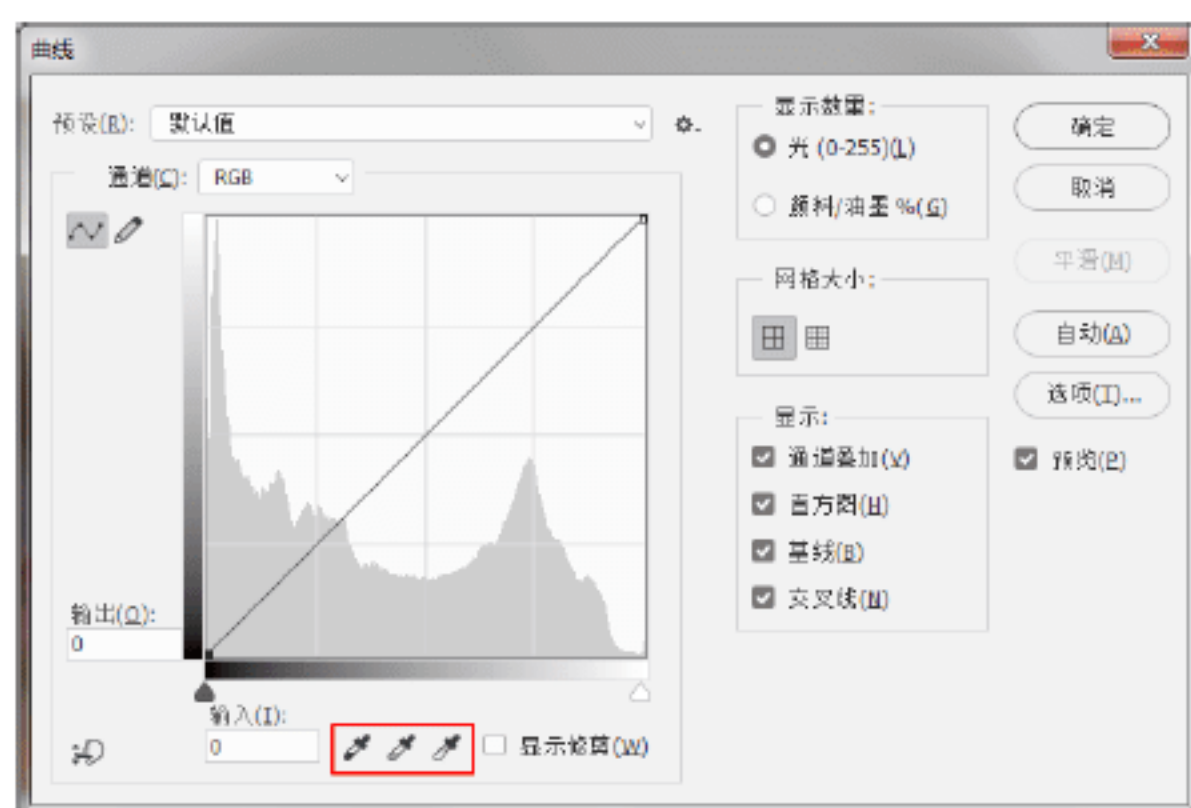 曲线
预设(R): 默认值
通道(C): RGB
输出(O):
0
输入(I):
0
显示修剪(W)
显示数量:
光 (0-255)(L)
颜料/油墨 %(G)
网格大小:
显示:
通道叠加(V)
直方图(H)
基线(B)
交叉线(N)
确定
取消
平滑(M)
自动(A)
选项(T)...
预览(P)